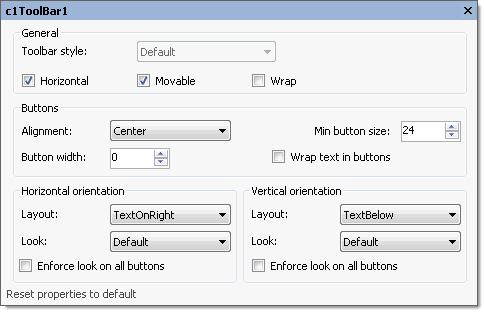 c1ToolBar1
General
Toolbar style: Default
Horizontal Movable Wrap
Buttons
Alignment: Center Min button size: 24
Button width: 0 Wrap text in buttons
Horizontal orientation
Layout: TextOnRight
Look: Default
Enforce look on all buttons
Vertical orientation
Layout: TextBelow
Look: Default
Enforce look on all buttons
Reset properties to default